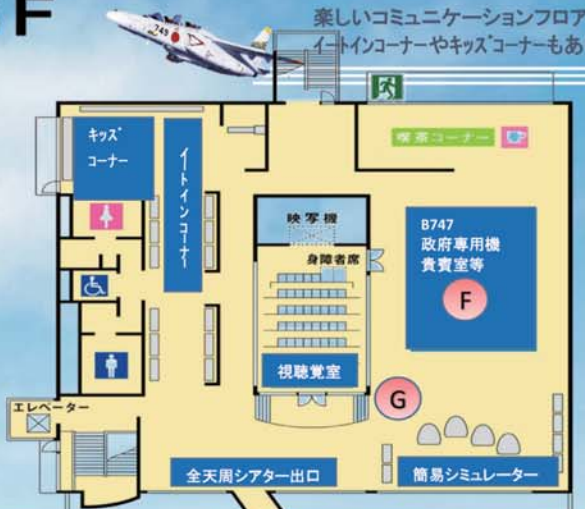 F
749
楽しいコミュニケーションフロア
イートインコーナーやキッズコーナーもあ
喫茶コーナー
キッズ
コーナー
イートインコーナー
映写機
身障者席
B747
政府専用機
貴賓室等
F
視聴覚室
G
エレベーター
全天周シアター出口
簡易シミュレーター